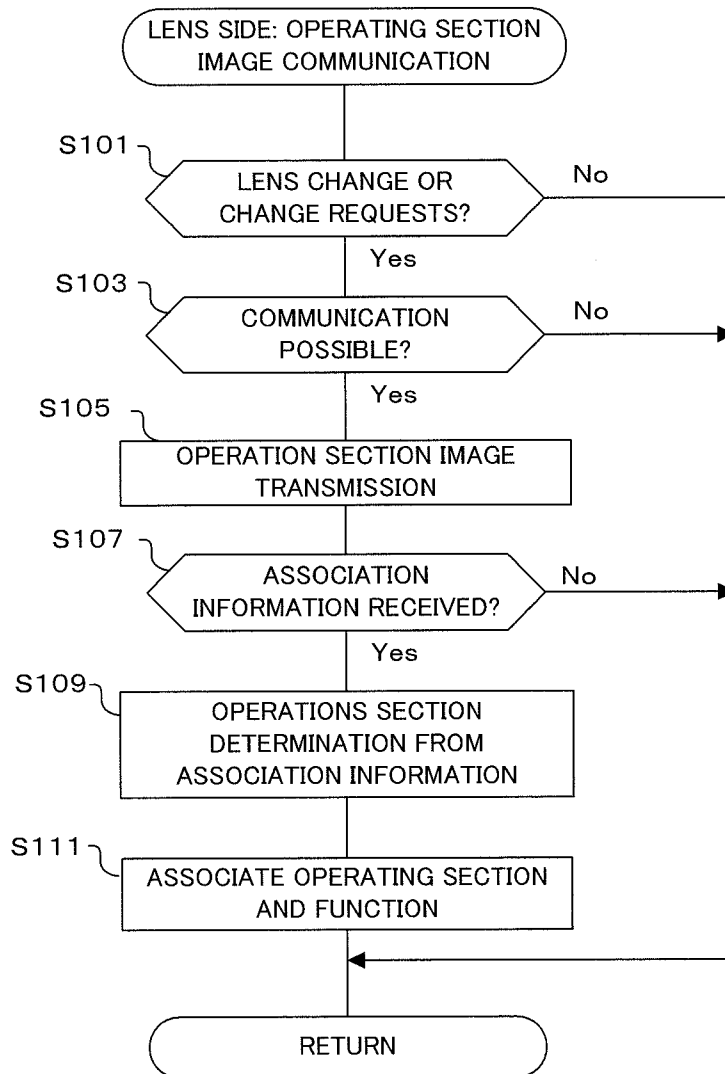 LENS SIDE: OPERATING SECTION
IMAGE COMMUNICATION
S101
LENS CHANGE OR
CHANGE REQUESTS?
No
Yes
S103
COMMUNICATION
POSSIBLE?
No
Yes
S105
OPERATION SECTION IMAGE
TRANSMISSION
S107
ASSOCIATION
INFORMATION RECEIVED?
No
Yes
S109
OPERATIONS SECTION
DETERMINATION FROM
ASSOCIATION INFORMATION
S111
ASSOCIATE OPERATING SECTION
AND FUNCTION
RETURN